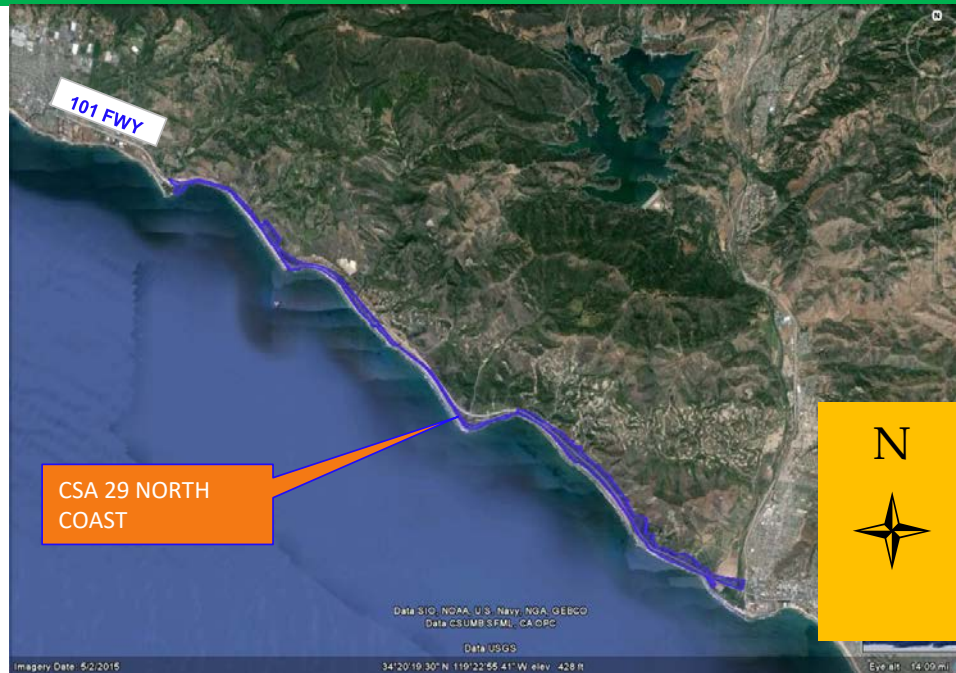 N
101 FWY
CSA 29 NORTH
COAST
N
Data SIO, NOAA, U.S. Navy, NGA, GEBCO
Data CSUMB SFML, CA OPC
Data USGS
Imagery Date: 5/2/2015 34°20'19.30" N 119°22'55.41" W elev 428 ft Eye alt 14.09 mi